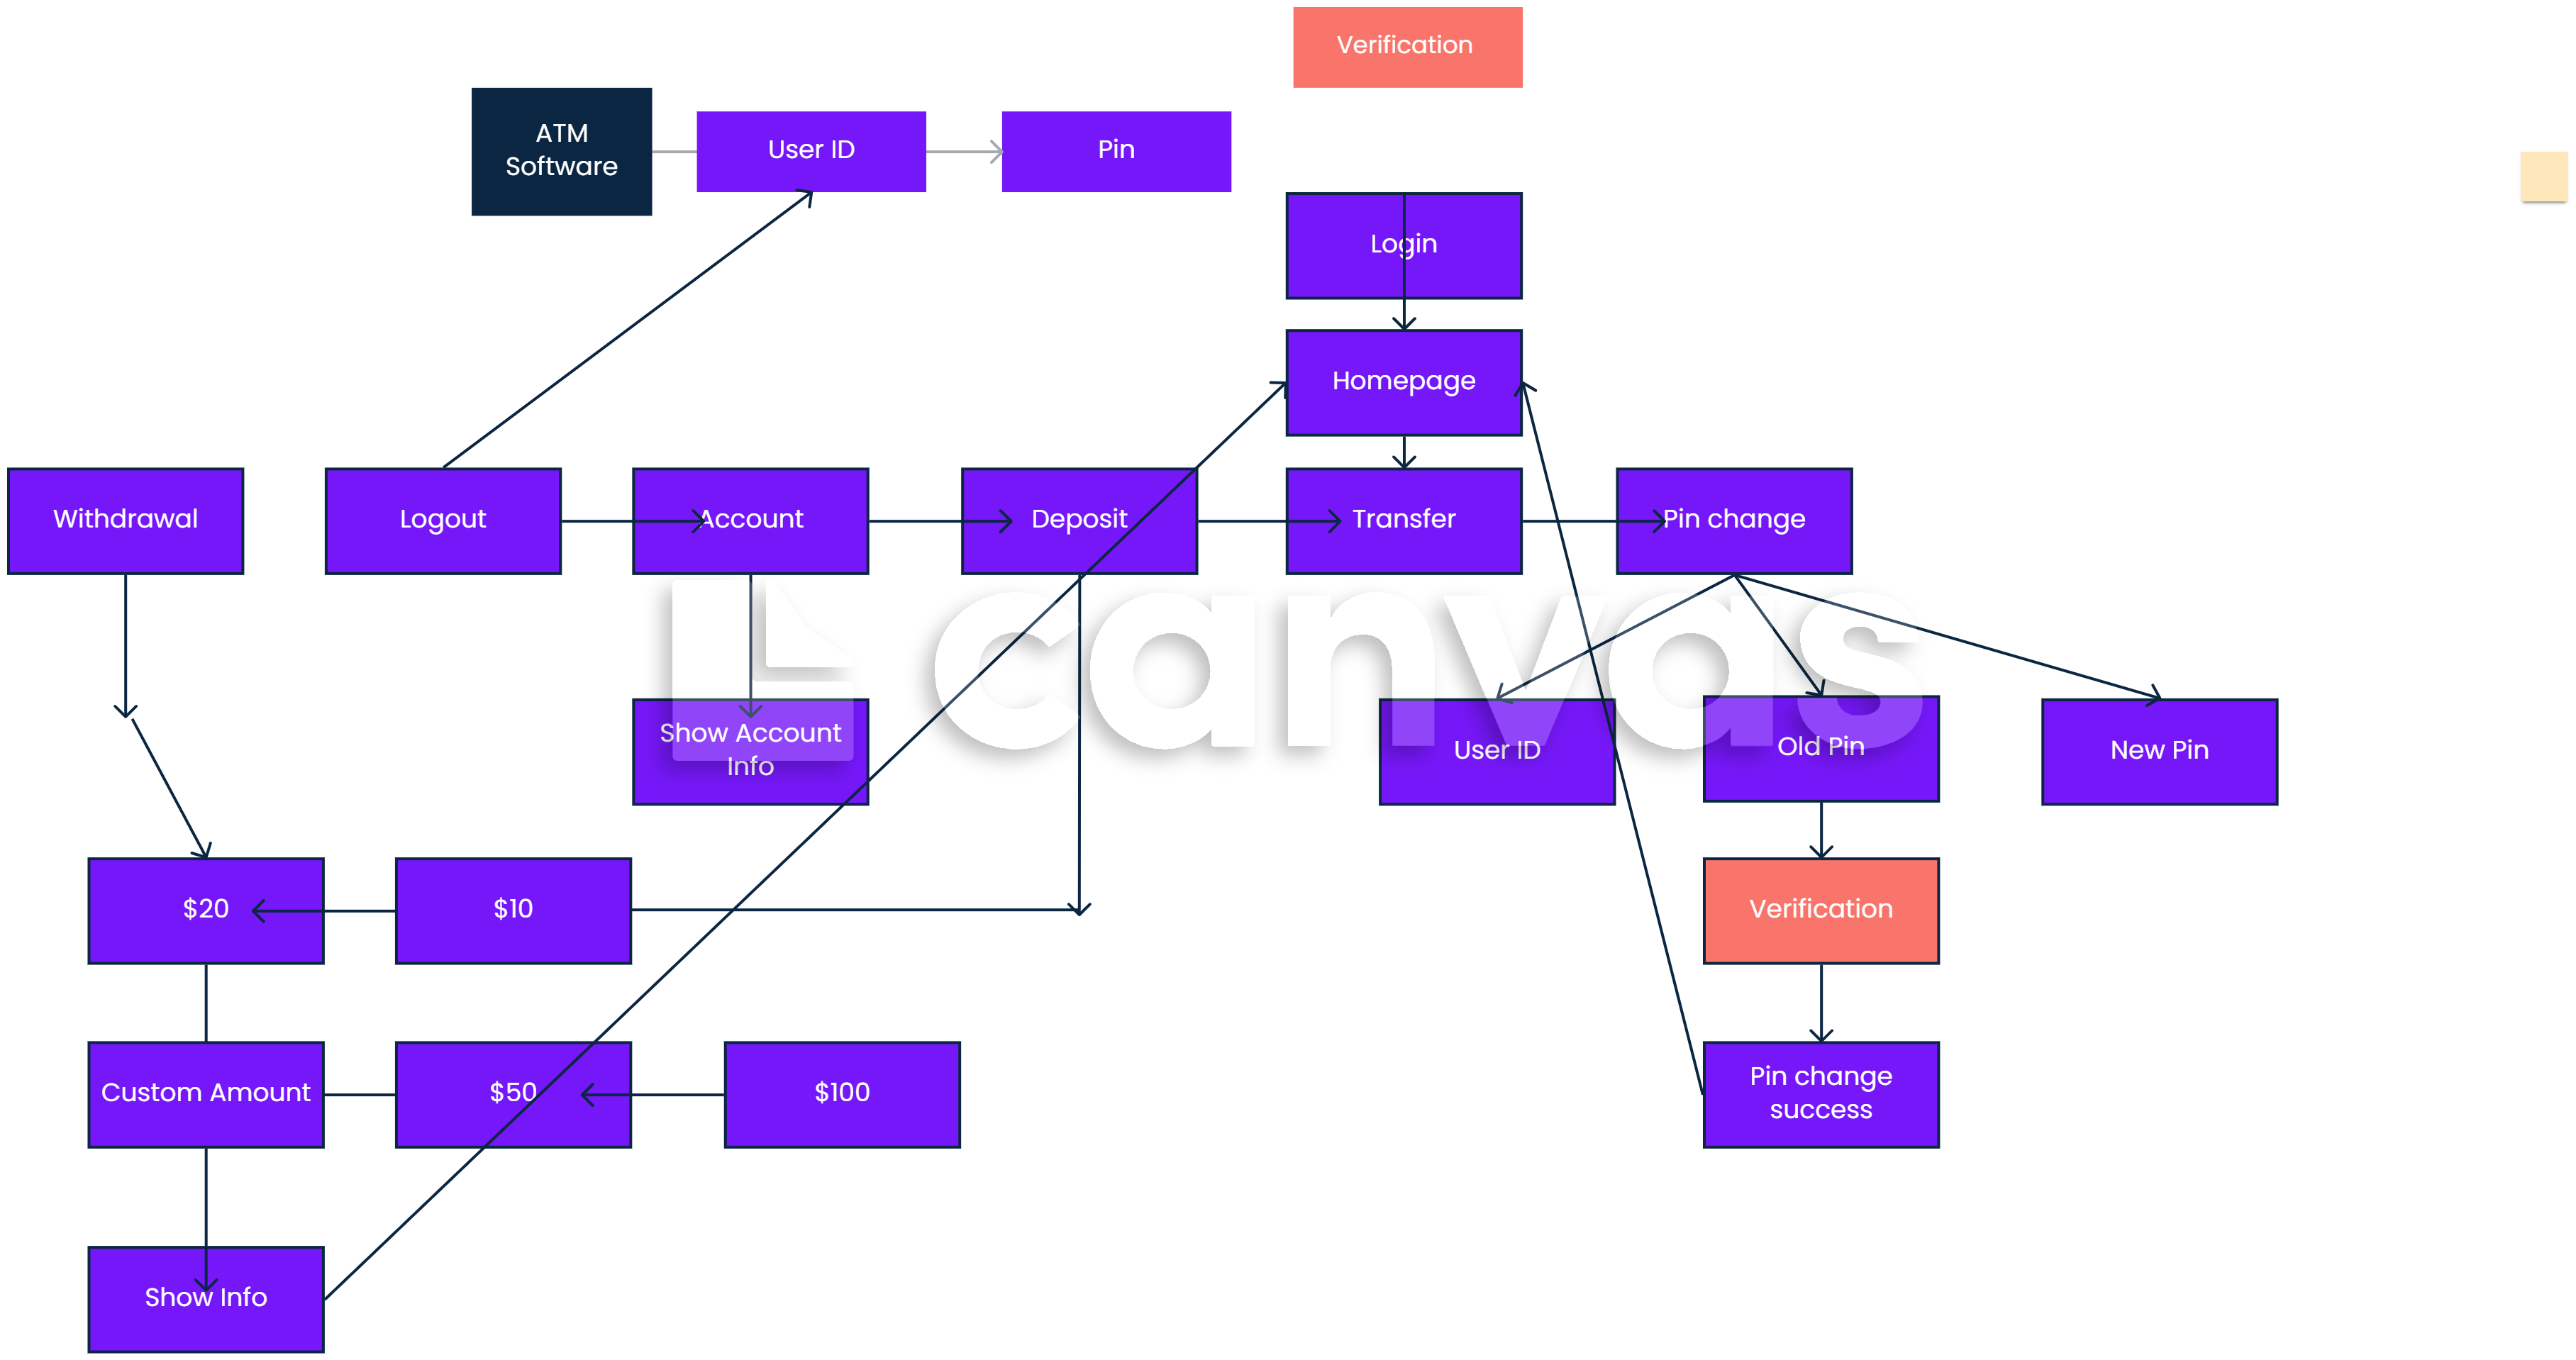 Verification
ATM
Software
User ID
Pin
Login
Homepage
Withdrawal
Logout
Account
Deposit
Transfer
Pin change
canvas
Show Account
Info
User ID
Old Pin
New Pin
$20
$10
Verification
Custom Amount
$50
$100
Pin change
success
Show Info